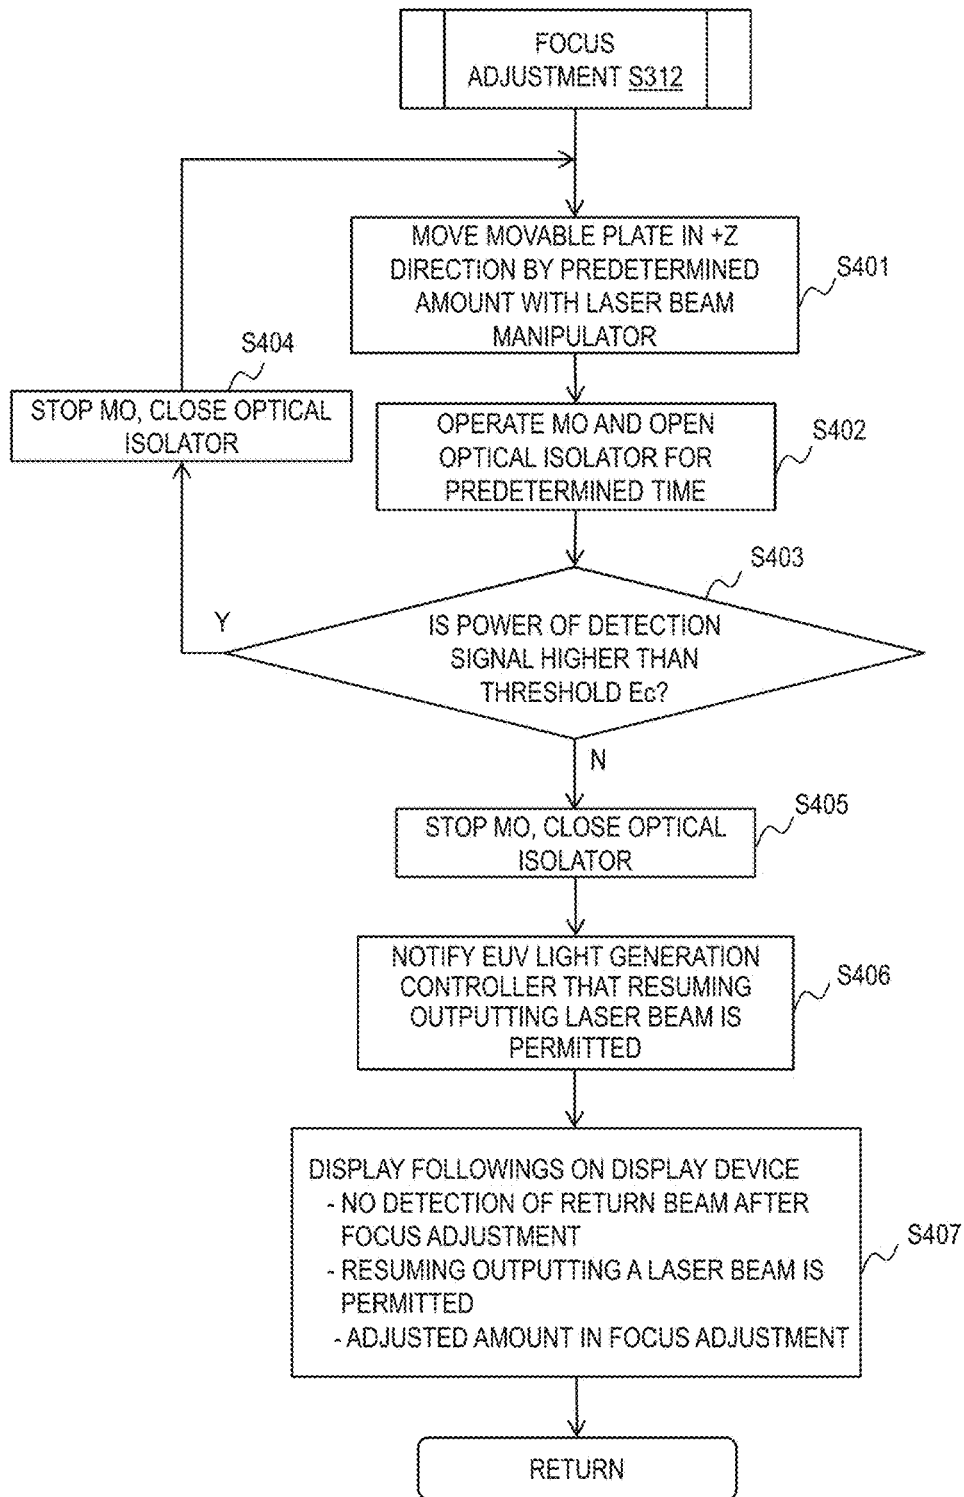 FOCUS
ADJUSTMENT S312
MOVE MOVABLE PLATE IN +Z
DIRECTION BY PREDETERMINED
AMOUNT WITH LASER BEAM
MANIPULATOR
S401
S404
STOP MO, CLOSE OPTICAL
ISOLATOR
OPERATE MO AND OPEN
OPTICAL ISOLATOR FOR
PREDETERMINED TIME
S402
S403
Y
IS POWER OF DETECTION
SIGNAL HIGHER THAN
THRESHOLD Ec?
N
S405
STOP MO, CLOSE OPTICAL
ISOLATOR
NOTIFY EUV LIGHT GENERATION
CONTROLLER THAT RESUMING
OUTPUTTING LASER BEAM IS
PERMITTED
S406
DISPLAY FOLLOWINGS ON DISPLAY DEVICE
- NO DETECTION OF RETURN BEAM AFTER
FOCUS ADJUSTMENT
- RESUMING OUTPUTTING A LASER BEAM IS
PERMITTED
- ADJUSTED AMOUNT IN FOCUS ADJUSTMENT
S407
RETURN